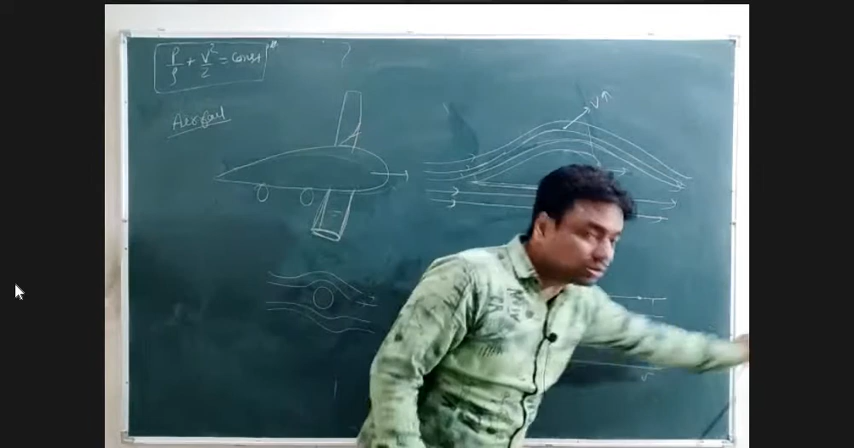 P/ρ + V²/2 = const
Aerofoil
V↑